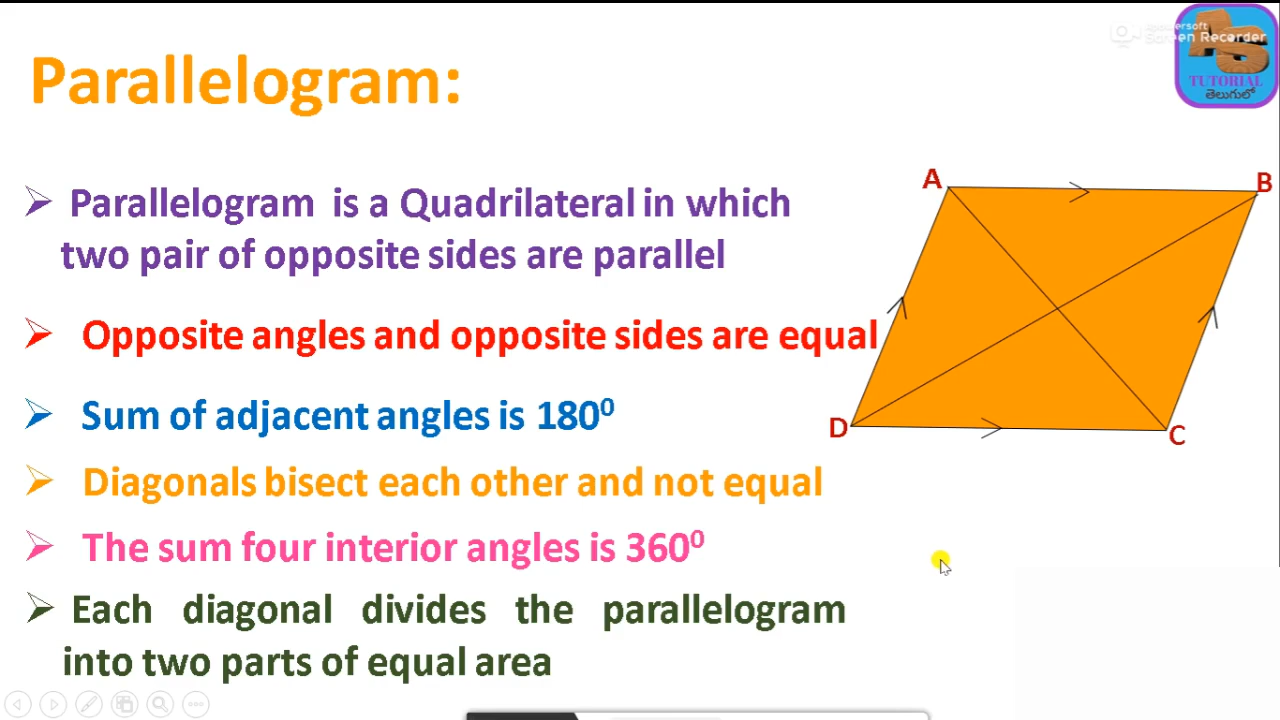 Parallelogram:
Screen Recorder
AS
TUTORIAL
తెలుగులో
Parallelogram is a Quadrilateral in which
two pair of opposite sides are parallel
Opposite angles and opposite sides are equal
Sum of adjacent angles is 180⁰
Diagonals bisect each other and not equal
The sum four interior angles is 360⁰
Each diagonal divides the parallelogram
into two parts of equal area
A
B
D
C